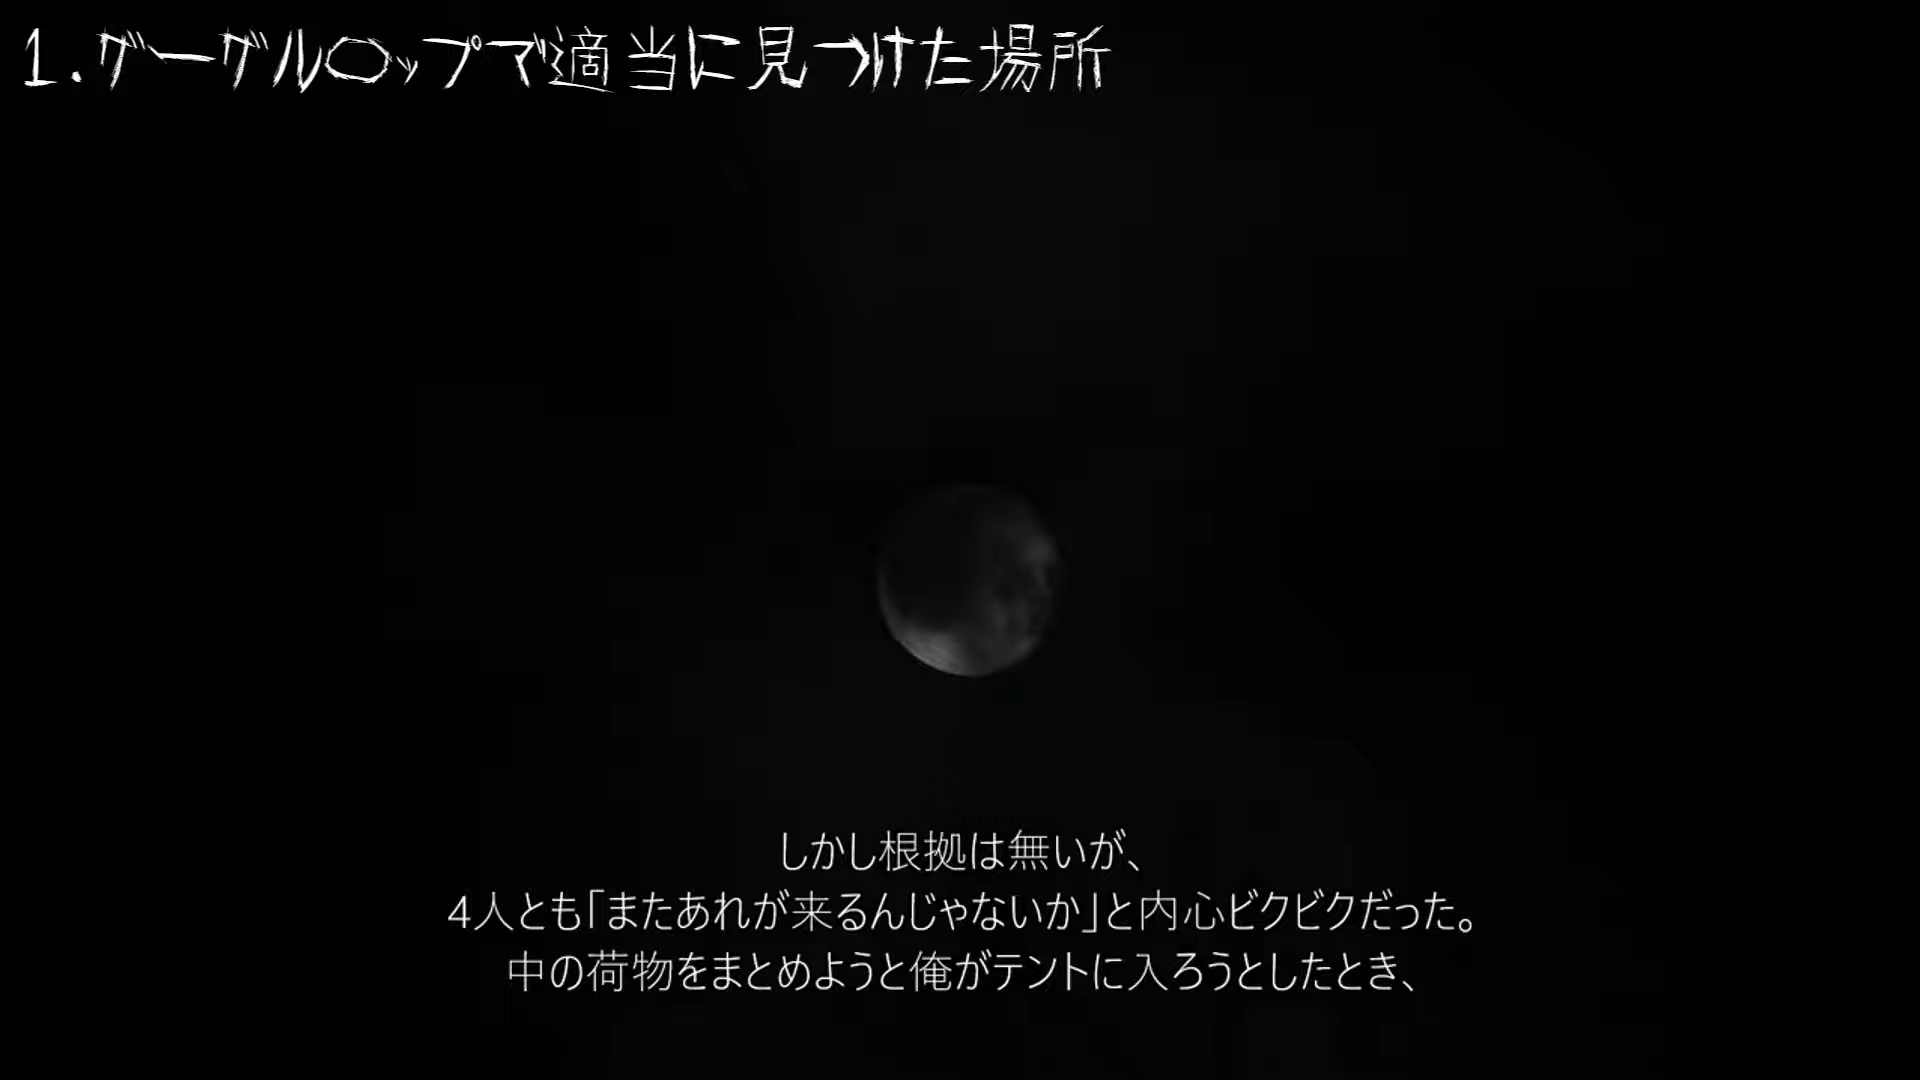 1.グーグル〇ップで適当に見つけた場所
しかし根拠は無いが、
4人とも「またあれが来るんじゃないか」と内心ビクビクだった。
中の荷物をまとめようと俺がテントに入ろうとしたとき、